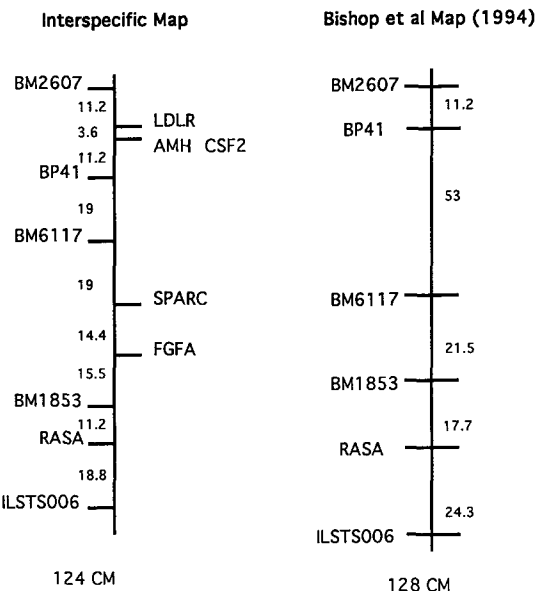 Interspecific Map
BM2607
11.2
LDLR
3.6
AMH CSF2
11.2
BP41
19
BM6117
19
SPARC
14.4
FGFA
15.5
BM1853
11.2
RASA
18.8
ILSTS006
124 CM
Bishop et al Map (1994)
BM2607
11.2
BP41
53
BM6117
21.5
BM1853
17.7
RASA
24.3
ILSTS006
128 CM